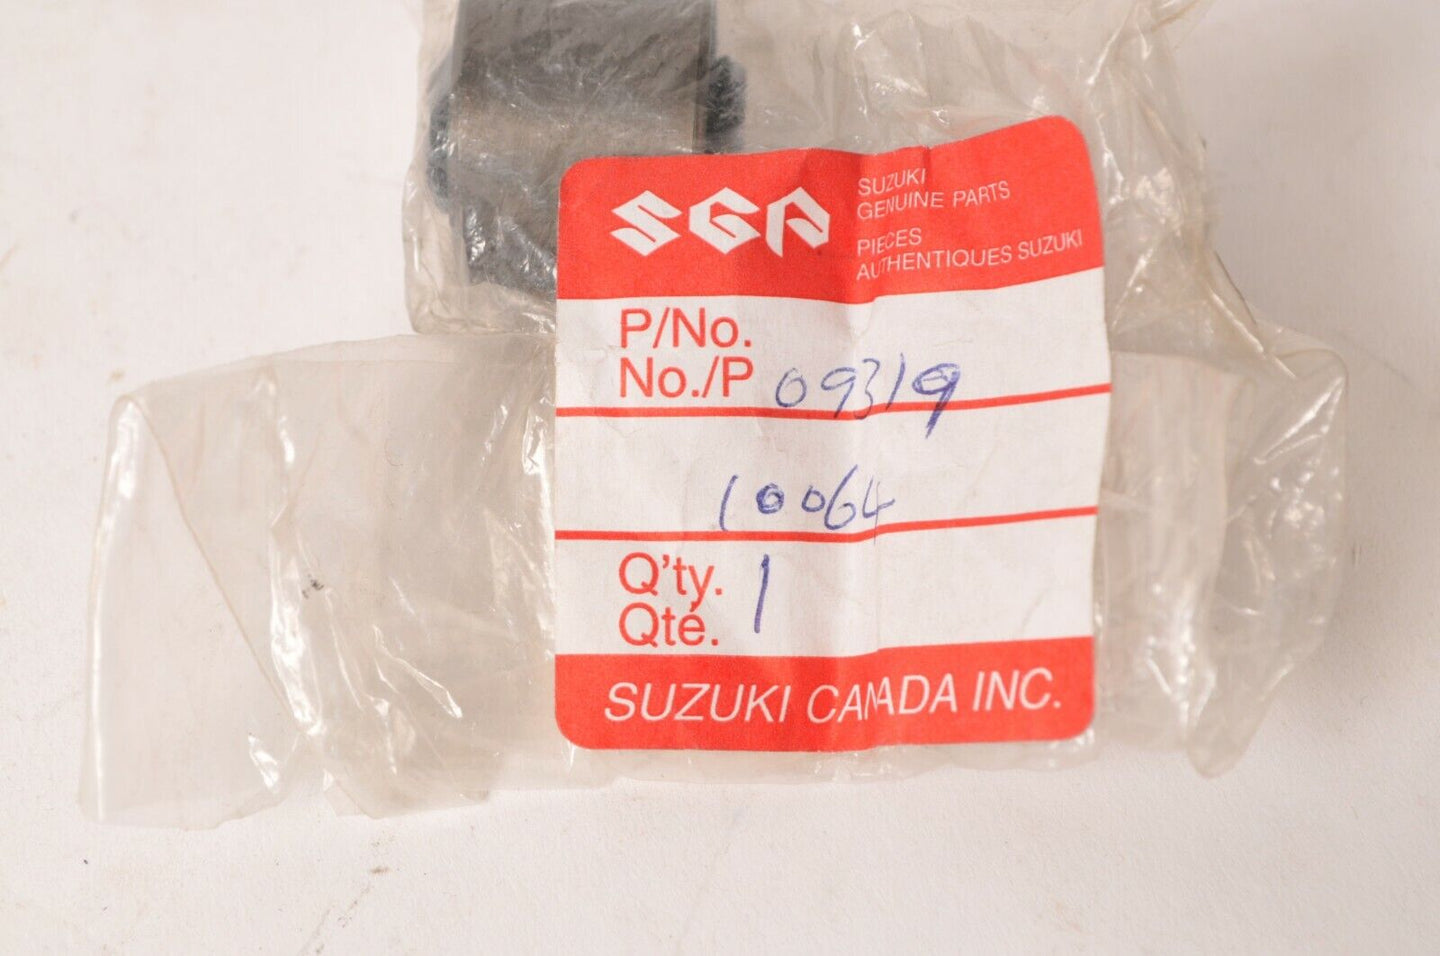 SGP
SUZUKI
GENUINE PARTS
PIECES
AUTHENTIQUES SUZUKI
P/No.
No./P 09319
10064
Q'ty. 1
Qté.
SUZUKI CANADA INC.